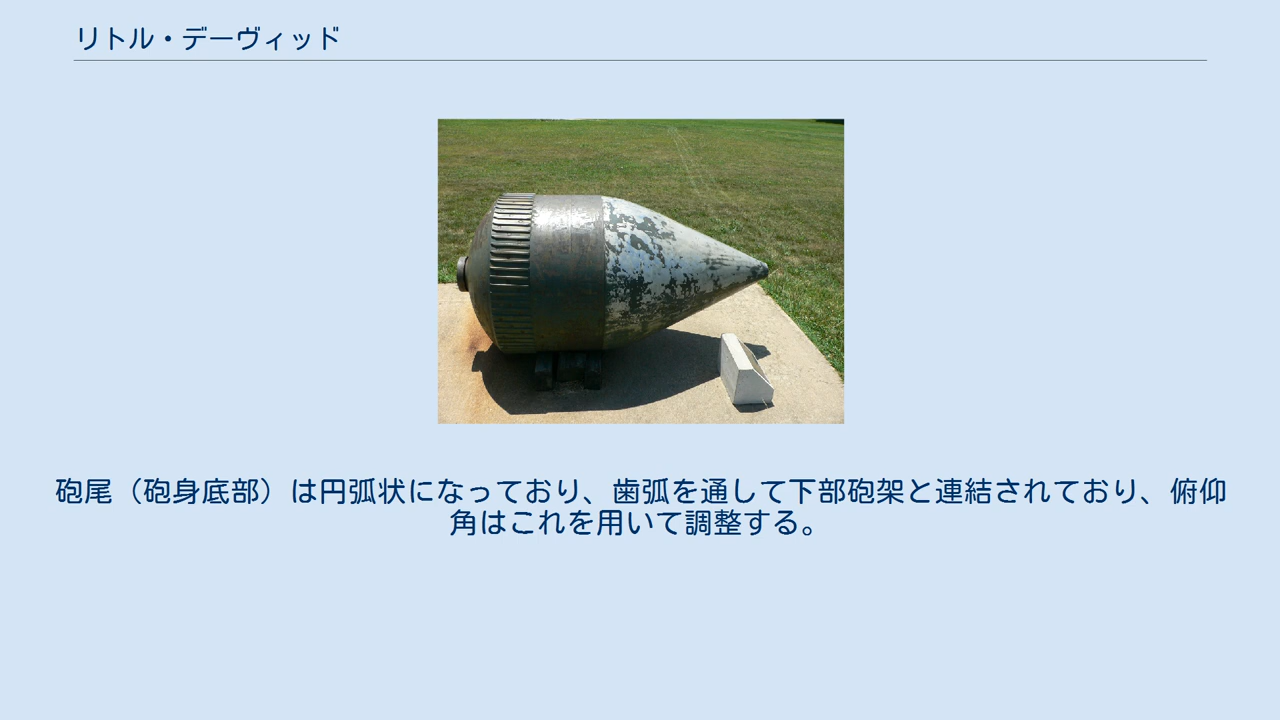 リトル・デーヴィッド
砲尾（砲身底部）は円弧状になっており、歯弧を通して下部砲架と連結されており、俯仰
角はこれを用いて調整する。